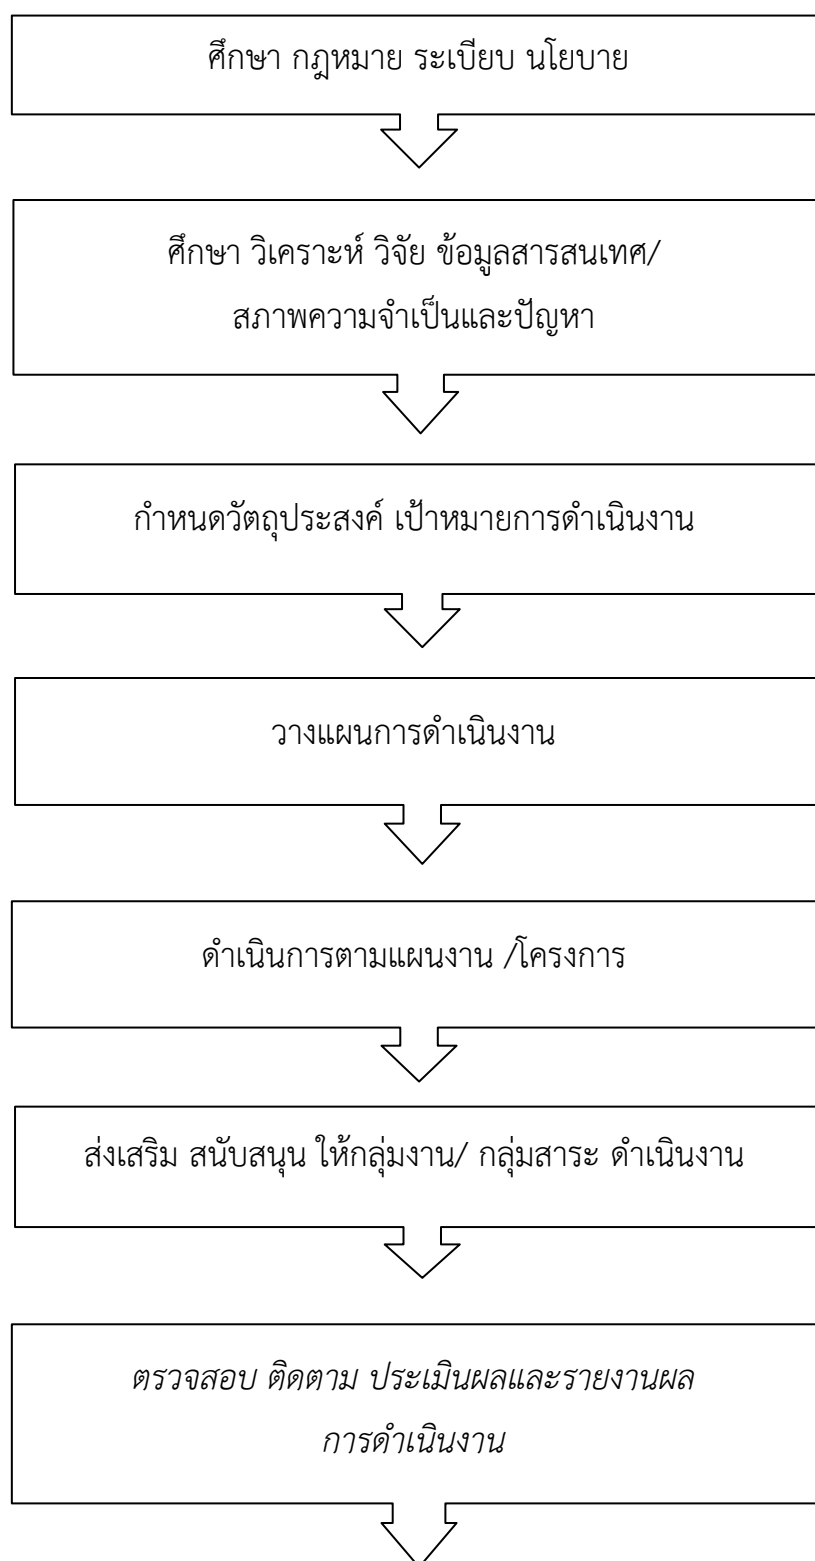 ศึกษา กฎหมาย ระเบียบ นโยบาย
ศึกษา วิเคราะห์ วิจัย ข้อมูลสารสนเทศ/
สภาพความจำเป็นและปัญหา
กำหนดวัตถุประสงค์ เป้าหมายการดำเนินงาน
วางแผนการดำเนินงาน
ดำเนินการตามแผนงาน /โครงการ
ส่งเสริม สนับสนุน ให้กลุ่มงาน/ กลุ่มสาระ ดำเนินงาน
ตรวจสอบ ติดตาม ประเมินผลและรายงานผล
การดำเนินงาน